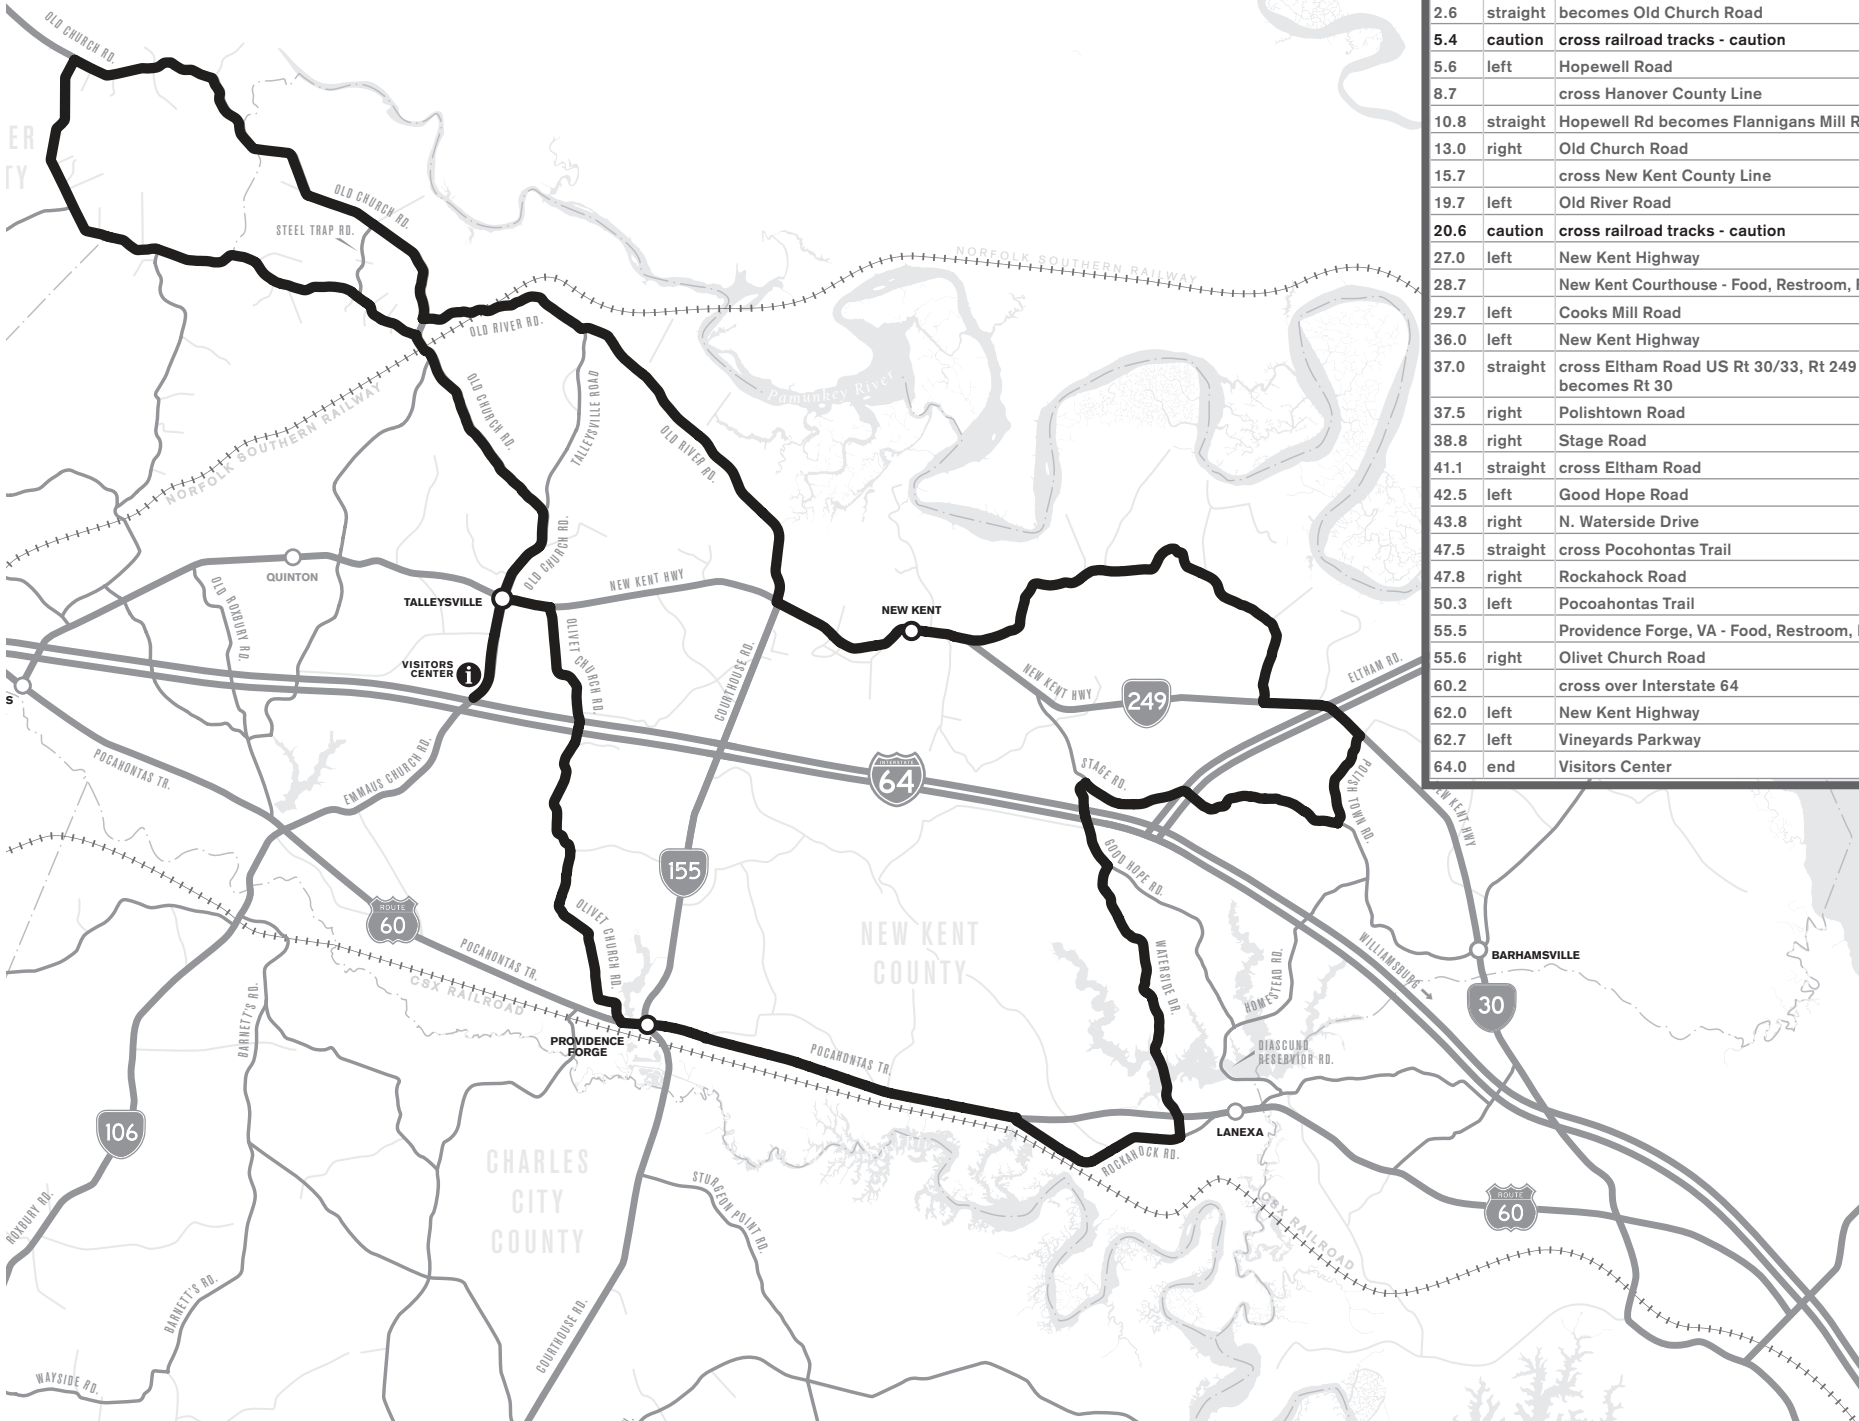 2.6 straight becomes Old Church Road
5.4 caution cross railroad tracks - caution
5.6 left Hopewell Road
8.7 cross Hanover County Line
10.8 straight Hopewell Rd becomes Flannigans Mill R
13.0 right Old Church Road
15.7 cross New Kent County Line
19.7 left Old River Road
20.6 caution cross railroad tracks - caution
27.0 left New Kent Highway
28.7 New Kent Courthouse - Food, Restroom,
29.7 left Cooks Mill Road
36.0 left New Kent Highway
37.0 straight cross Eltham Road US Rt 30/33, Rt 249
becomes Rt 30
37.5 right Polishtown Road
38.8 right Stage Road
41.1 straight cross Eltham Road
42.5 left Good Hope Road
43.8 right N. Waterside Drive
47.5 straight cross Pocohontas Trail
47.8 right Rockahock Road
50.3 left Pocoahontas Trail
55.5 Providence Forge, VA - Food, Restroom,
55.6 right Olivet Church Road
60.2 cross over Interstate 64
62.0 left New Kent Highway
62.7 left Vineyards Parkway
64.0 end Visitors Center
OLD CHURCH RD.
ER
TY
OLD CHURCH RD.
STEEL TRAP RD.
NORFOLK SOUTHERN RAILWAY
OLD RIVER RD.
Pamunkey River
OLD CHURCH RD.
TALLEYSVILLE ROAD
OLD RIVER RD.
NORFOLK SOUTHERN RAILWAY
OLD CHURCH RD.
QUINTON
OLD ROXBURY RD.
TALLEYSVILLE
NEW KENT HWY
NEW KENT
OLIVET CHURCH RD.
COURTHOUSE RD.
VISITORS
CENTER
i
S
NEW KENT HWY
249
ELTHAM RD.
POCAHONTAS TR.
EMMAUS CHURCH RD.
INTERSTATE
64
STAGE RD.
POLISH TOWN RD.
EW KENT HWY
155
GOOD HOPE RD.
ROUTE
60
OLIVET CHURCH RD.
POCAHONTAS TR.
NEW KENT
COUNTY
WATERSIDE DR.
HOMESTEAD RD.
WILLIAMSBURG
BARHAMSVILLE
30
CSX RAILROAD
BARNETT'S RD.
PROVIDENCE
FORGE
POCAHONTAS TR.
DIASCUND
RESERVIOR RD.
106
LANEXA
ROCKAHOCK RD.
CHARLES
CITY
COUNTY
STURGEON POINT RD.
ROXBURY RD.
CSX RAILROAD
ROUTE
60
BARNETT'S RD.
COURTHOUSE RD.
WAYSIDE RD.